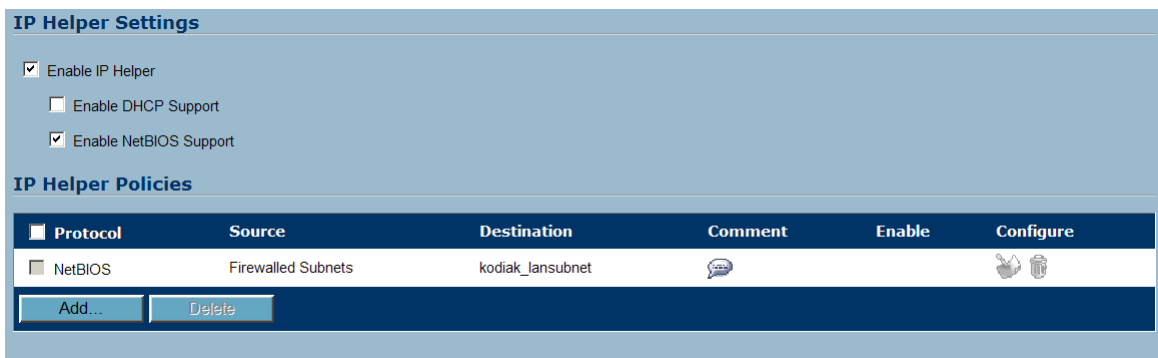 IP Helper Settings
Enable IP Helper
Enable DHCP Support
Enable NetBIOS Support
IP Helper Policies
Protocol Source Destination Comment Enable Configure
NetBIOS Firewalled Subnets kodiak_lansubnet
Add... Delete